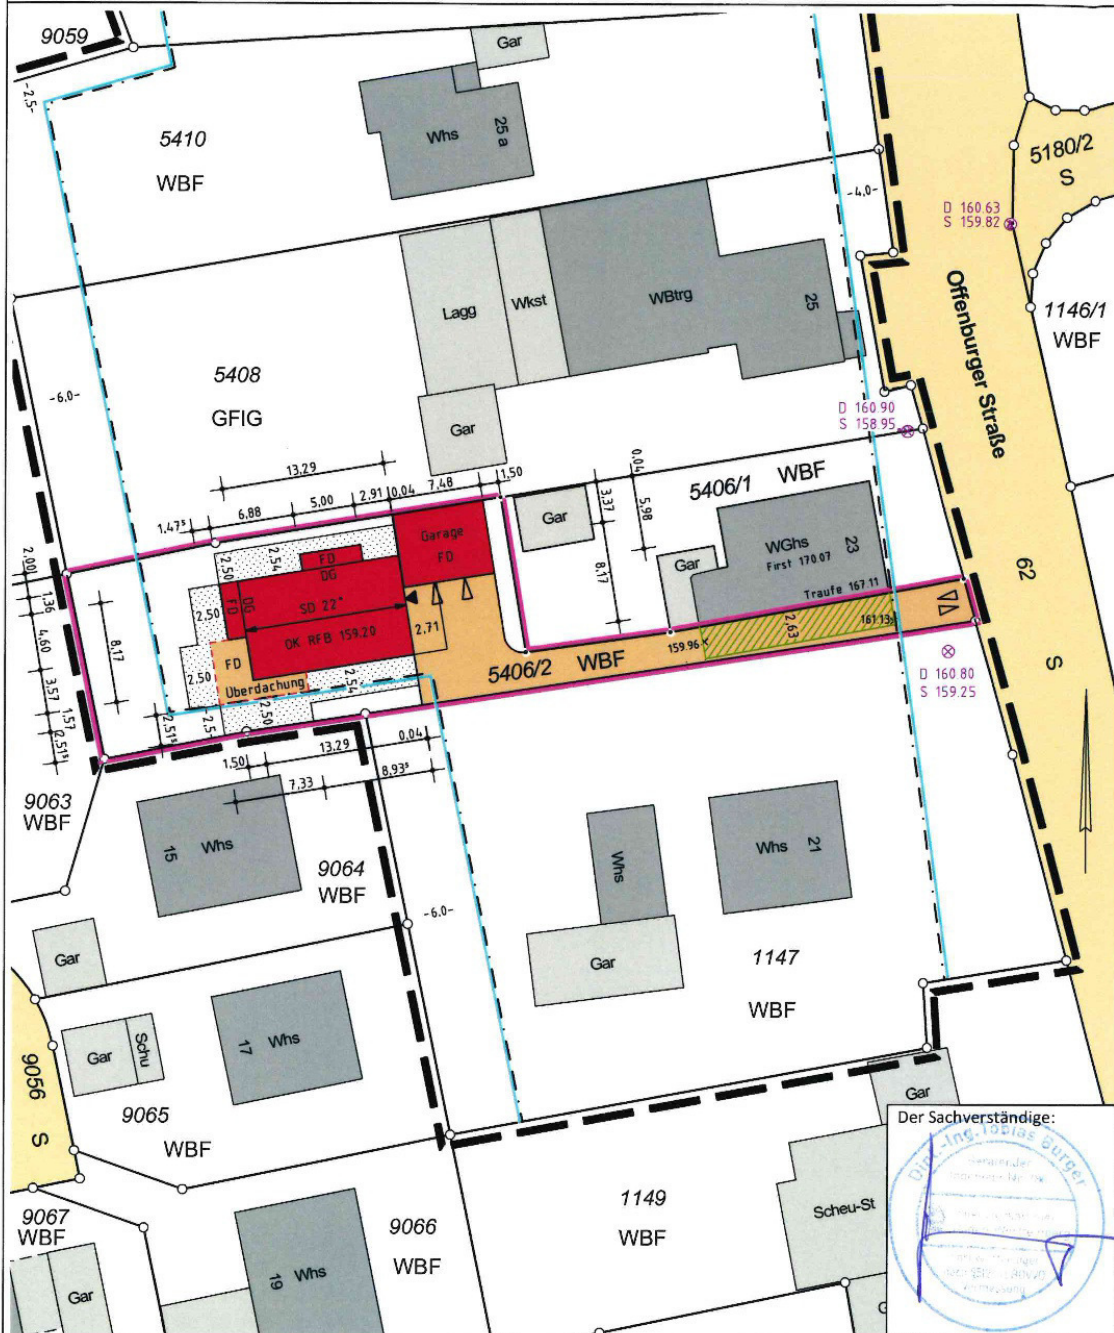 9059
-2.5-
Gar
5410
WBF
Whs
25 a
5180/2
S
-4.0-
D 160.63
S 159.82
Offenburger Straße
62
S
1146/1
WBF
Lagg
Wkst
WBtrg
25
5408
GFIG
-6.0-
Gar
D 160.90
S 158.95
13,29
1,47⁵
6,88
5,00
2,91
0,04
7,48
1,50
3,37
0,04
5,98
8,17
5406/1 WBF
Gar
Gar
WGhs
23
First 170.07
Traufe 167.11
2,00
1,36
4,60
3,57
1,57
2,51⁵
8,17
2,50
2,54
FD
DG
Garage
FD
FD
DG
2,50
SD 22°
OK RFB 159.20
2,71
2,50
FD
Überdachung
2,54
2,50
2,51⁵
-2.5-
5406/2 WBF
159.96
2,63
161.13
D 160.80
S 159.25
1,50
13,29
0,04
7,33
8,93⁵
9063
WBF
15
Whs
9064
WBF
-6.0-
Whs
Whs
21
Gar
Gar
1147
WBF
17
Whs
Gar
Schu
9056
S
9065
WBF
Gar
Der Sachverständige:
Dipl.-Ing. Tobias Burger
1149
WBF
Scheu-St
9067
WBF
9066
WBF
19
Whs
Gar
G